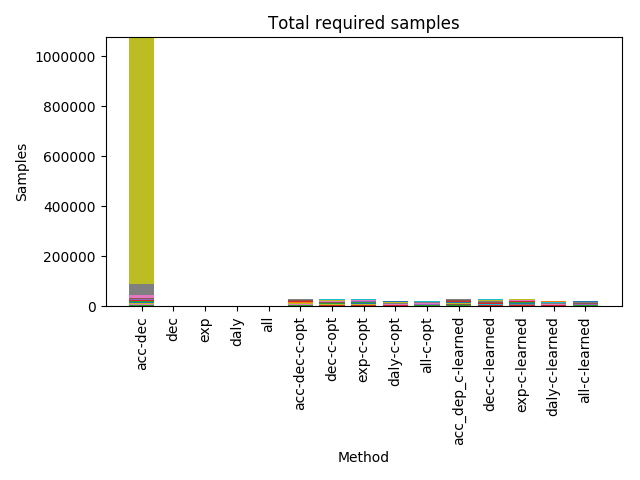 Total required samples
Samples
1000000
800000
600000
400000
200000
0
acc-dec
dec
exp
daly
all
acc-dec-c-opt
dec-c-opt
exp-c-opt
daly-c-opt
all-c-opt
acc_dep_c-learned
dec-c-learned
exp-c-learned
daly-c-learned
all-c-learned
Method